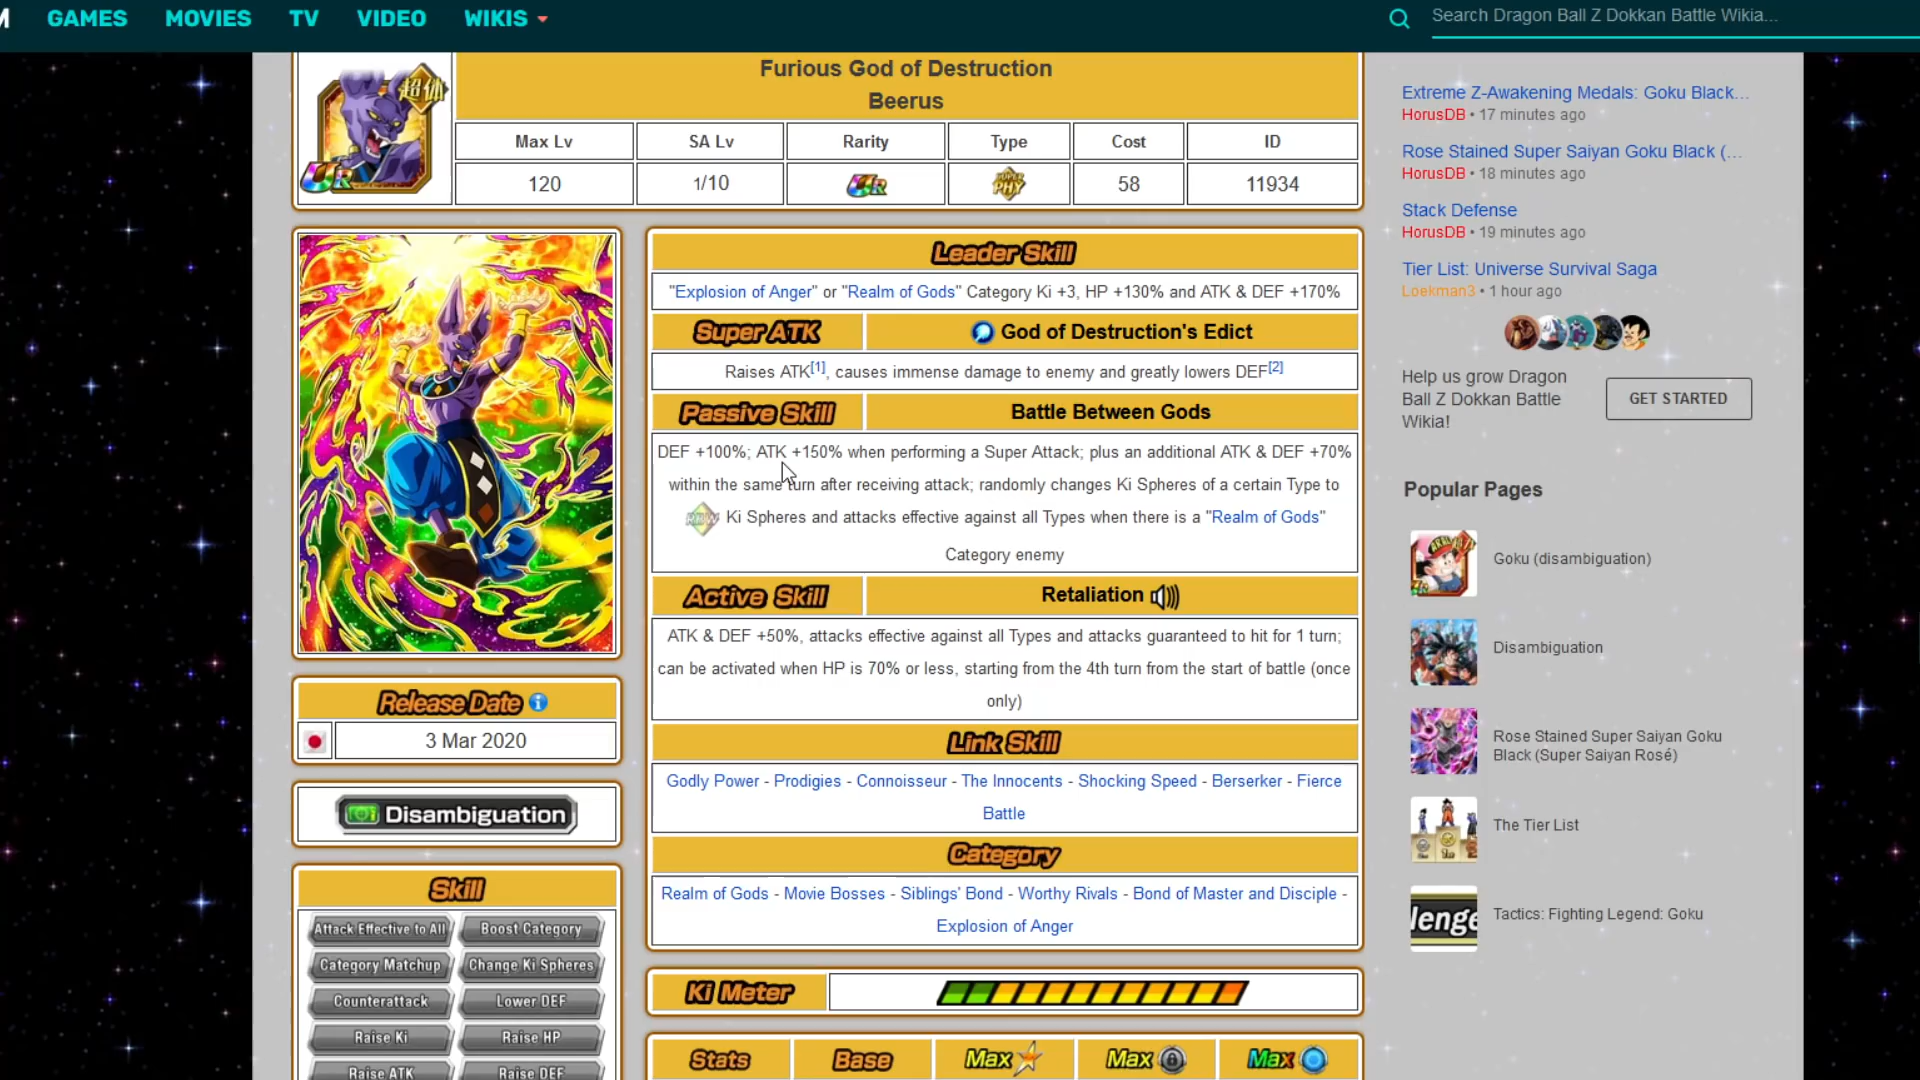 M GAMES MOVIES TV VIDEO WIKIS
Search Dragon Ball Z Dokkan Battle Wikia...
Furious God of Destruction
Beerus
超体
UR
Max Lv SA Lv Rarity Type Cost ID
120 1/10 UR SUPER PHY 58 11934
Leader Skill
"Explosion of Anger" or "Realm of Gods" Category Ki +3, HP +130% and ATK & DEF +170%
Super ATK God of Destruction's Edict
Raises ATK[1], causes immense damage to enemy and greatly lowers DEF[2]
Passive Skill Battle Between Gods
DEF +100%; ATK +150% when performing a Super Attack; plus an additional ATK & DEF +70%
within the same turn after receiving attack; randomly changes Ki Spheres of a certain Type to
RBW Ki Spheres and attacks effective against all Types when there is a "Realm of Gods"
Category enemy
Active Skill Retaliation
ATK & DEF +50%, attacks effective against all Types and attacks guaranteed to hit for 1 turn;
can be activated when HP is 70% or less, starting from the 4th turn from the start of battle (once
only)
Link Skill
Godly Power - Prodigies - Connoisseur - The Innocents - Shocking Speed - Berserker - Fierce
Battle
Category
Realm of Gods - Movie Bosses - Siblings' Bond - Worthy Rivals - Bond of Master and Disciple -
Explosion of Anger
Ki Meter
Stats Base Max Max Max
Release Date
3 Mar 2020
Disambiguation
Skill
Attack Effective to All Boost Category
Category Matchup Change Ki Spheres
Counterattack Lower DEF
Raise Ki Raise HP
Raise ATK Raise DEF
Extreme Z-Awakening Medals: Goku Black...
HorusDB • 17 minutes ago
Rose Stained Super Saiyan Goku Black (...
HorusDB • 18 minutes ago
Stack Defense
HorusDB • 19 minutes ago
Tier List: Universe Survival Saga
Loekman3 • 1 hour ago
Help us grow Dragon
Ball Z Dokkan Battle
Wikia!
GET STARTED
Popular Pages
Goku (disambiguation)
Disambiguation
Rose Stained Super Saiyan Goku
Black (Super Saiyan Rosé)
The Tier List
lenge
Tactics: Fighting Legend: Goku